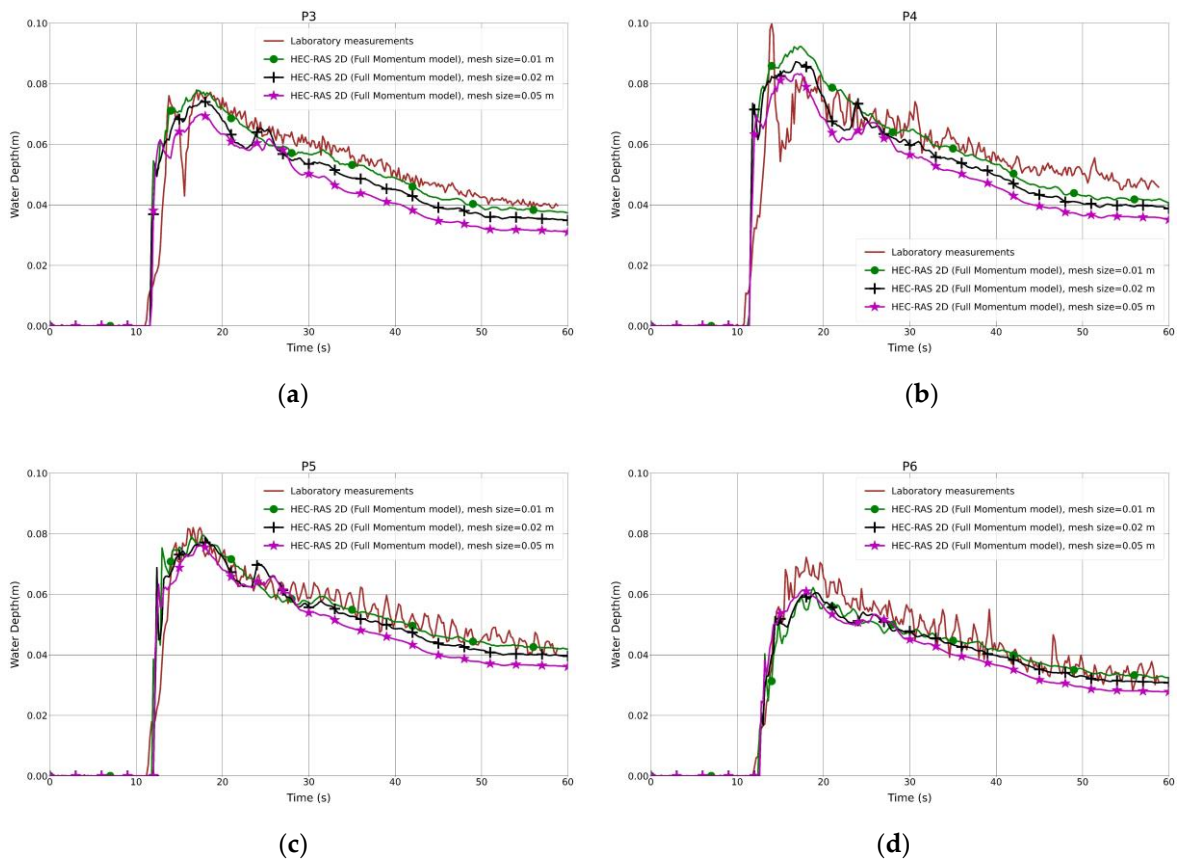 P3
Laboratory measurements
HEC-RAS 2D (Full Momentum model), mesh size=0.01 m
HEC-RAS 2D (Full Momentum model), mesh size=0.02 m
HEC-RAS 2D (Full Momentum model), mesh size=0.05 m
Water Depth(m)
0.10
0.08
0.06
0.04
0.02
0.00
0 10 20 30 40 50 60
Time (s)
(a)
P4
Laboratory measurements
HEC-RAS 2D (Full Momentum model), mesh size=0.01 m
HEC-RAS 2D (Full Momentum model), mesh size=0.02 m
HEC-RAS 2D (Full Momentum model), mesh size=0.05 m
Water Depth(m)
0.10
0.08
0.06
0.04
0.02
0.00
0 10 20 30 40 50 60
Time (s)
(b)
P5
Laboratory measurements
HEC-RAS 2D (Full Momentum model), mesh size=0.01 m
HEC-RAS 2D (Full Momentum model), mesh size=0.02 m
HEC-RAS 2D (Full Momentum model), mesh size=0.05 m
Water Depth(m)
0.10
0.08
0.06
0.04
0.02
0.00
0 10 20 30 40 50 60
Time (s)
(c)
P6
Laboratory measurements
HEC-RAS 2D (Full Momentum model), mesh size=0.01 m
HEC-RAS 2D (Full Momentum model), mesh size=0.02 m
HEC-RAS 2D (Full Momentum model), mesh size=0.05 m
Water Depth(m)
0.10
0.08
0.06
0.04
0.02
0.00
0 10 20 30 40 50 60
Time (s)
(d)